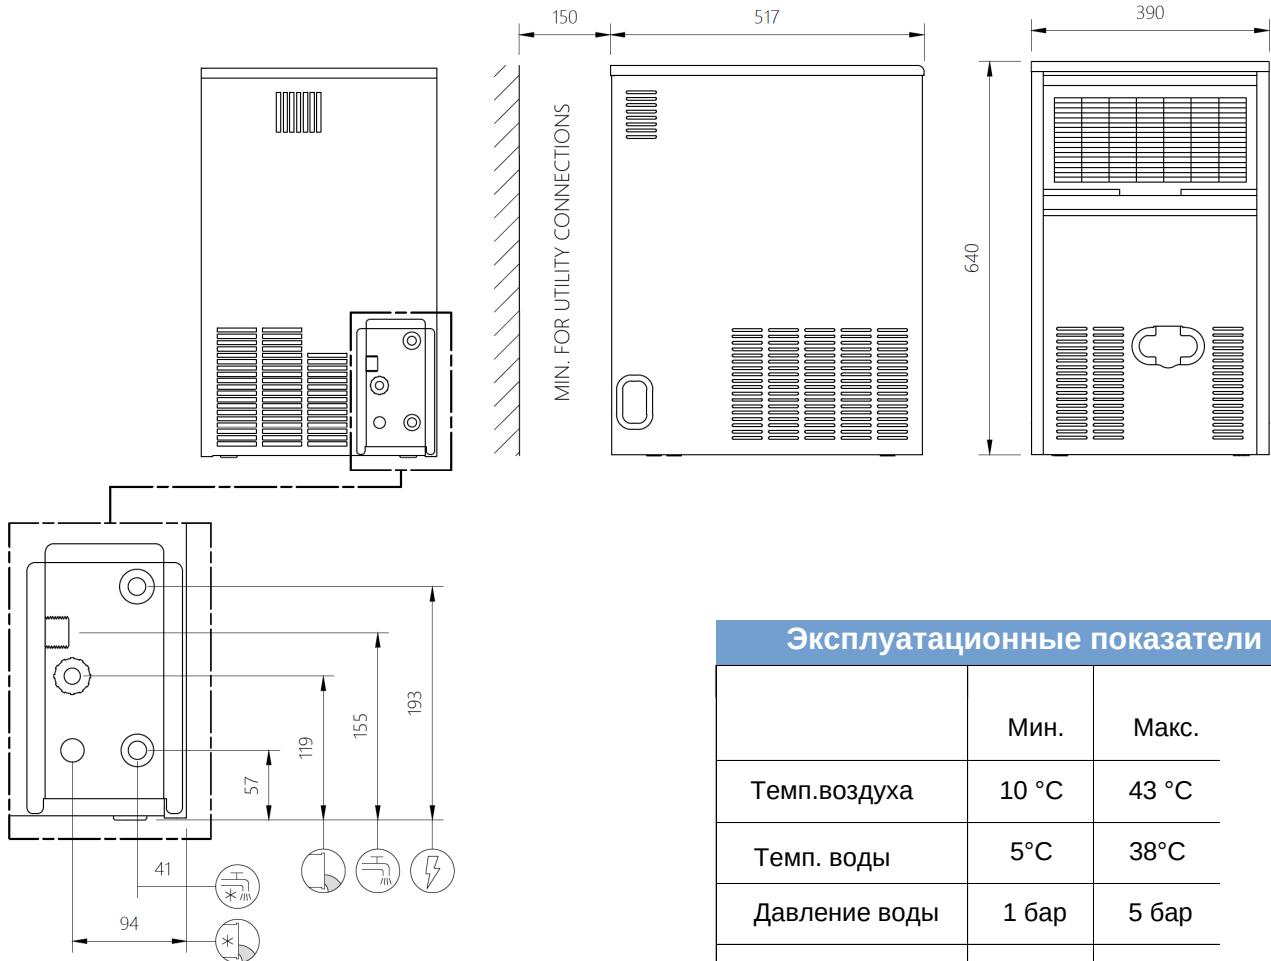 150
517
390
MIN. FOR UTILITY CONNECTIONS
640
193
155
119
57
41
94
Эксплуатационные показатели
Мин. Макс.
Темп.воздуха 10 °C 43 °C
Темп. воды 5°C 38°C
Давление воды 1 бар 5 бар